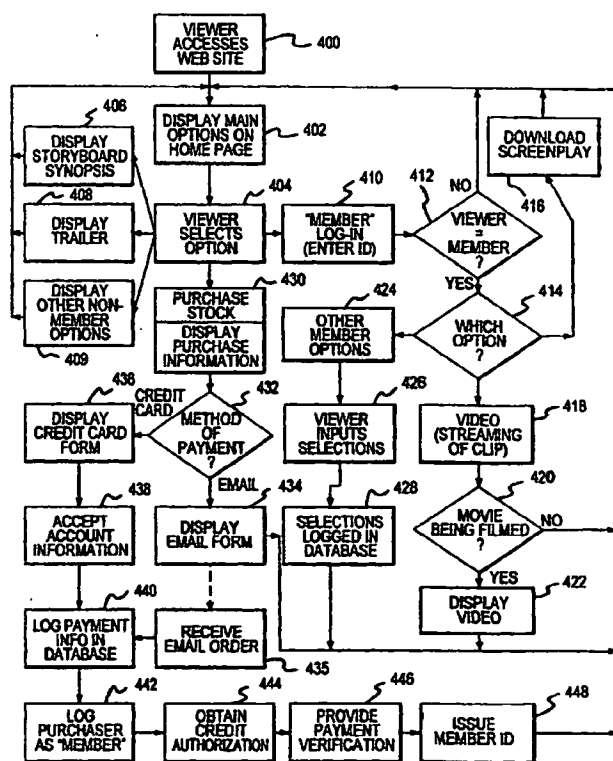 VIEWER
ACCESSES
WEB SITE
400
DISPLAY MAIN
OPTIONS ON
HOME PAGE
402
406
DISPLAY
STORYBOARD
SYNOPSIS
408
DISPLAY
TRAILER
DISPLAY
OTHER NON-
MEMBER
OPTIONS
409
404
VIEWER
SELECTS
OPTION
410
"MEMBER"
LOG-IN
(ENTER ID)
412
NO
VIEWER
=
MEMBER
?
YES
DOWNLOAD
SCREENPLAY
416
414
WHICH
OPTION
?
430
PURCHASE
STOCK
DISPLAY
PURCHASE
INFORMATION
424
OTHER
MEMBER
OPTIONS
426
VIEWER
INPUTS
SELECTIONS
428
SELECTIONS
LOGGED IN
DATABASE
418
VIDEO
(STREAMING
OF CLIP)
420
MOVIE
BEING FILMED
?
NO
YES
DISPLAY
VIDEO
422
432
METHOD
OF
PAYMENT
?
CREDIT
CARD
EMAIL
436
DISPLAY
CREDIT CARD
FORM
438
ACCEPT
ACCOUNT
INFORMATION
434
DISPLAY
EMAIL FORM
440
LOG PAYMENT
INFO IN
DATABASE
RECEIVE
EMAIL ORDER
435
442
LOG
PURCHASER
AS "MEMBER"
444
OBTAIN
CREDIT
AUTHORIZATION
446
PROVIDE
PAYMENT
VERIFICATION
448
ISSUE
MEMBER ID